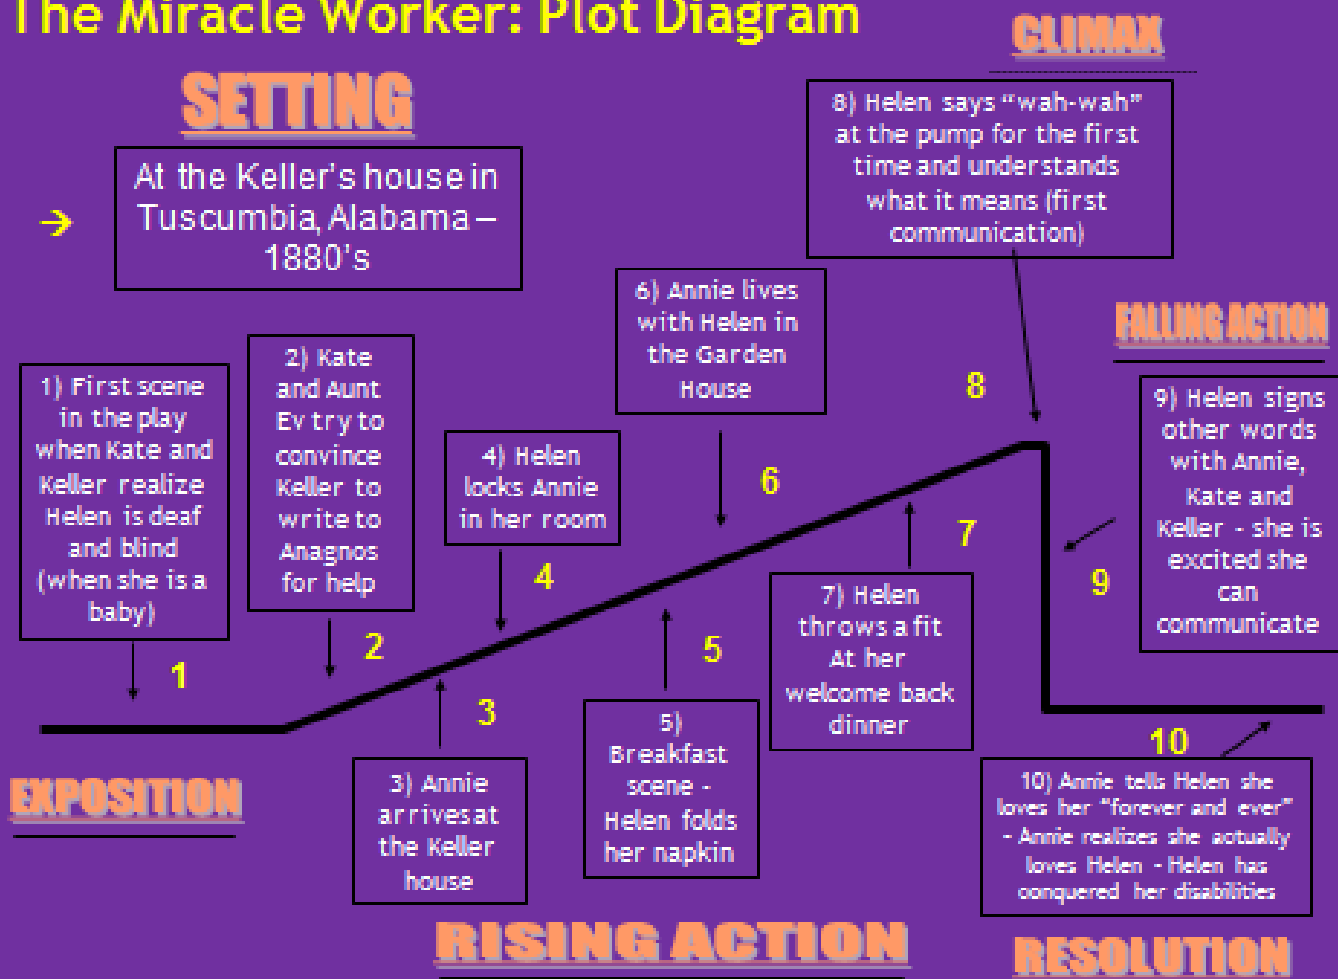 The Miracle Worker: Plot Diagram
CLIMAX
SETTING
8) Helen says “wah-wah”
at the pump for the first
time and understands
what it means (first
communication)
At the Keller’s house in
Tuscumbia, Alabama –
1880’s
6) Annie lives
with Helen in
the Garden
House
FALLING ACTION
1) First scene
in the play
when Kate and
Keller realize
Helen is deaf
and blind
(when she is a
baby)
2) Kate
and Aunt
Ev try to
convince
Keller to
write to
Anagnos
for help
8
9) Helen signs
other words
with Annie,
Kate and
Keller - she is
excited she
can
communicate
4) Helen
locks Annie
in her room
6
7
4
9
7) Helen
throws a fit
At her
welcome back
dinner
2
5
1
3
5)
Breakfast
scene -
Helen folds
her napkin
10
EXPOSITION
3) Annie
arrives at
the Keller
house
10) Annie tells Helen she
loves her “forever and ever”
- Annie realizes she actually
loves Helen - Helen has
conquered her disabilities
RISING ACTION
RESOLUTION